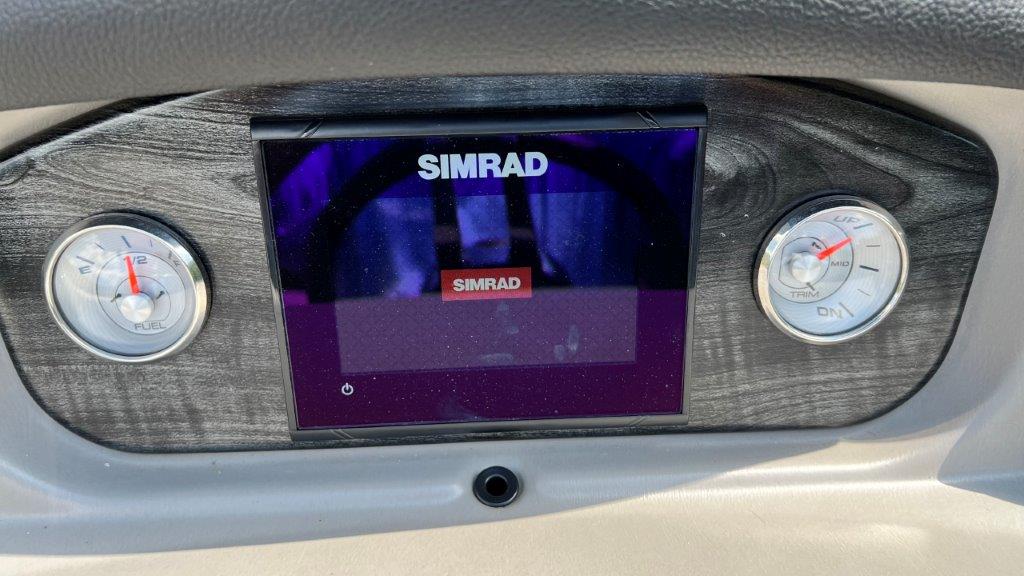 SIMRAD
SIMRAD
E 1/2
FUEL
UP
MID
TRIM
DN